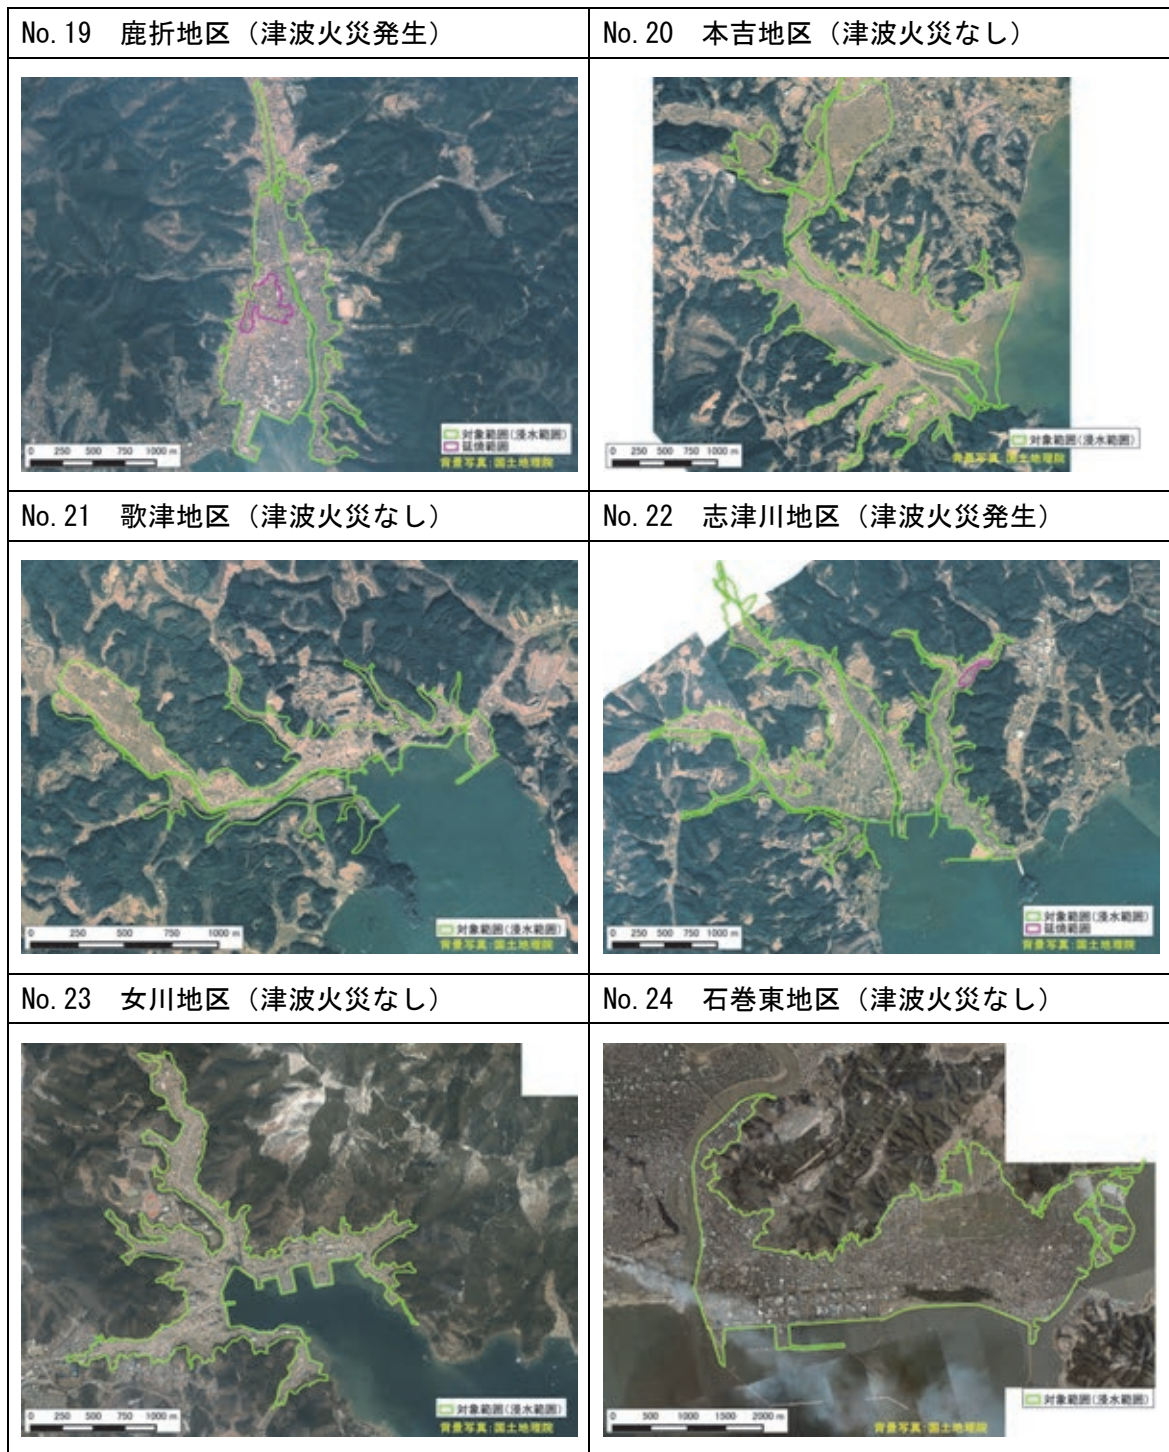 No. 19 鹿折地区（津波火災発生）
No. 20 本吉地区（津波火災なし）
0 250 500 750 1000 m
対象範囲(浸水範囲)
延焼範囲
背景写真：国土地理院
0 250 500 750 1000 m
対象範囲(浸水範囲)
背景写真：国土地理院
No. 21 歌津地区（津波火災なし）
No. 22 志津川地区（津波火災発生）
0 250 500 750 1000 m
対象範囲(浸水範囲)
背景写真：国土地理院
0 250 500 750 1000 m
対象範囲(浸水範囲)
延焼範囲
背景写真：国土地理院
No. 23 女川地区（津波火災なし）
No. 24 石巻東地区（津波火災なし）
0 250 500 750 1000 m
対象範囲(浸水範囲)
背景写真：国土地理院
0 500 1000 1500 2000 m
対象範囲(浸水範囲)
背景写真：国土地理院